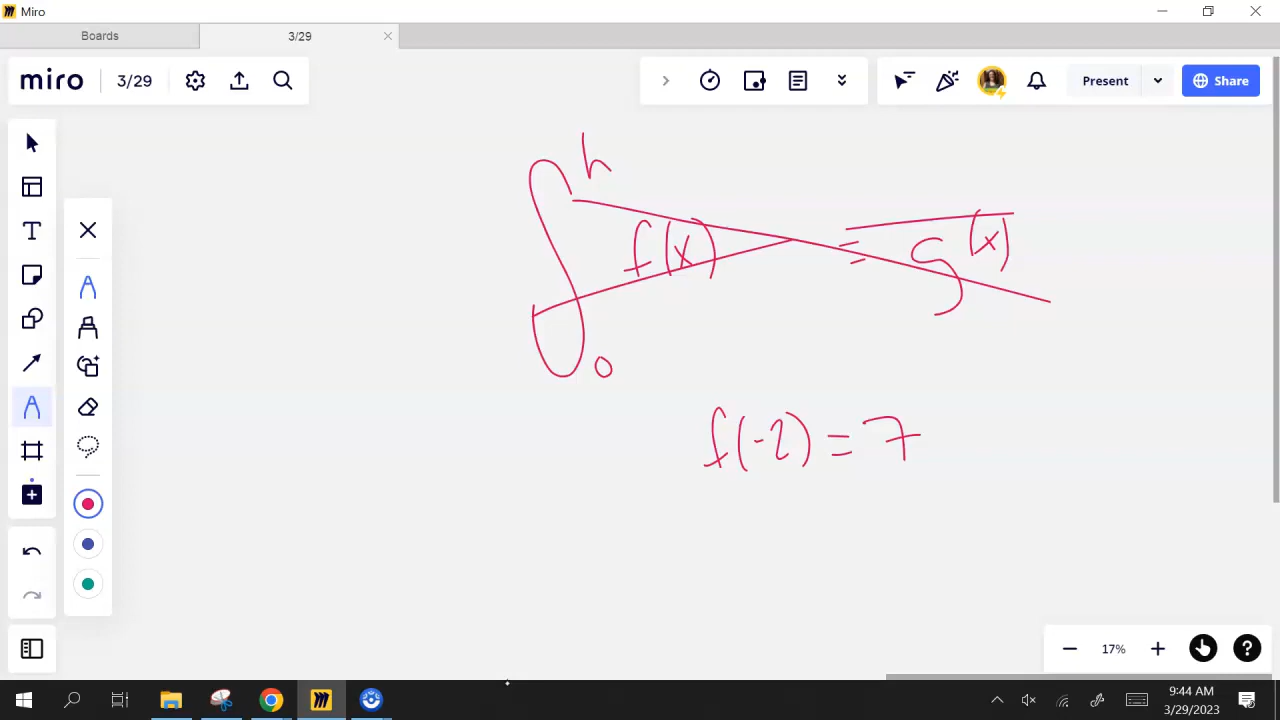 Miro
Boards 3/29
miro 3/29 Present Share
h
∫ f(x) = g(x)
0
f(-2) = 7
17%
9:44 AM
3/29/2023